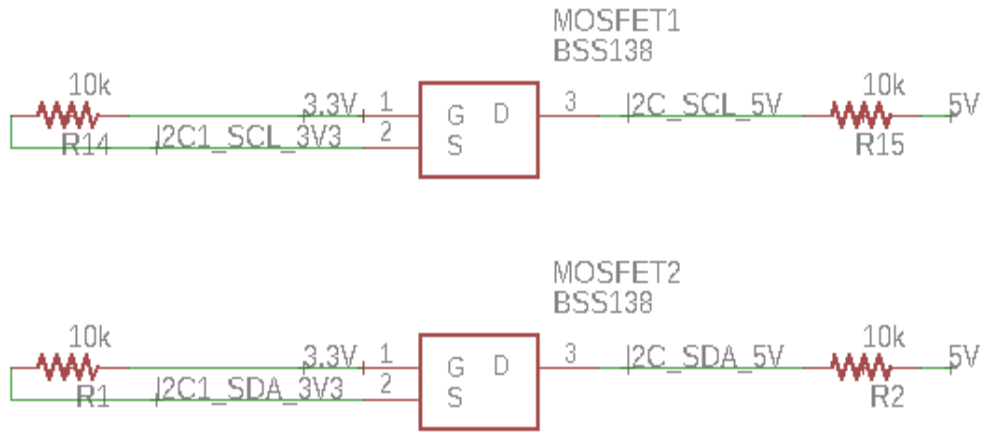 MOSFET1
BSS138
10k
3.3V
1
G
D
3
I2C_SCL_5V
10k
5V
R14
I2C1_SCL_3V3
2
S
R15
MOSFET2
BSS138
10k
3.3V
1
G
D
3
I2C_SDA_5V
10k
5V
R1
I2C1_SDA_3V3
2
S
R2